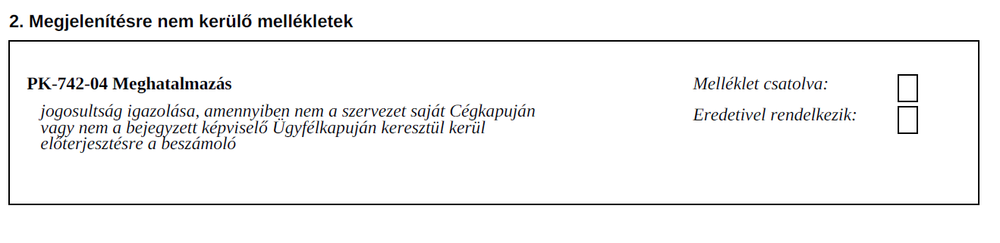 2. Megjelenítésre nem kerülő mellékletek
PK-742-04 Meghatalmazás
Melléklet csatolva:
jogosultság igazolása, amennyiben nem a szervezet saját Cégkapuján
vagy nem a bejegyzett képviselő Ügyfélkapuján keresztül kerül
előterjesztésre a beszámoló
Eredetivel rendelkezik: